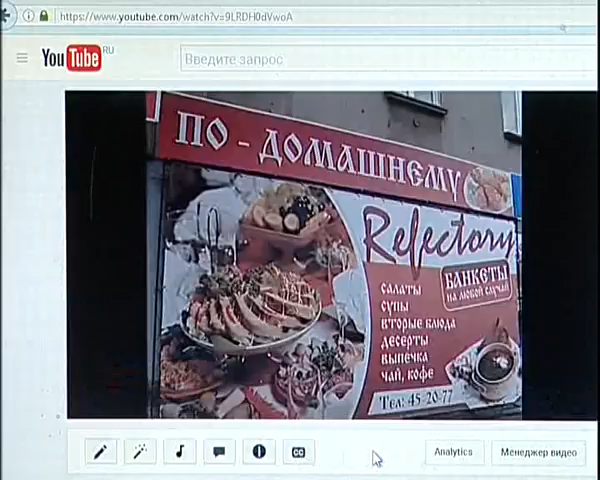 https://www.youtube.com/watch?v=9LRDH0dVwoA
YouTube RU
Введите запрос
ПО - ДОМАШНЕМУ
Refectory
БАНКЕТЫ
НА ЛЮБОЙ СЛУЧАЙ
САЛАТЫ
СУПЫ
ВТОРЫЕ БЛЮДА
ДЕСЕРТЫ
ВЫПЕЧКА
ЧАЙ, КОФЕ
ТЕЛ: 45-20-77
CC
Analytics
Менеджер видео